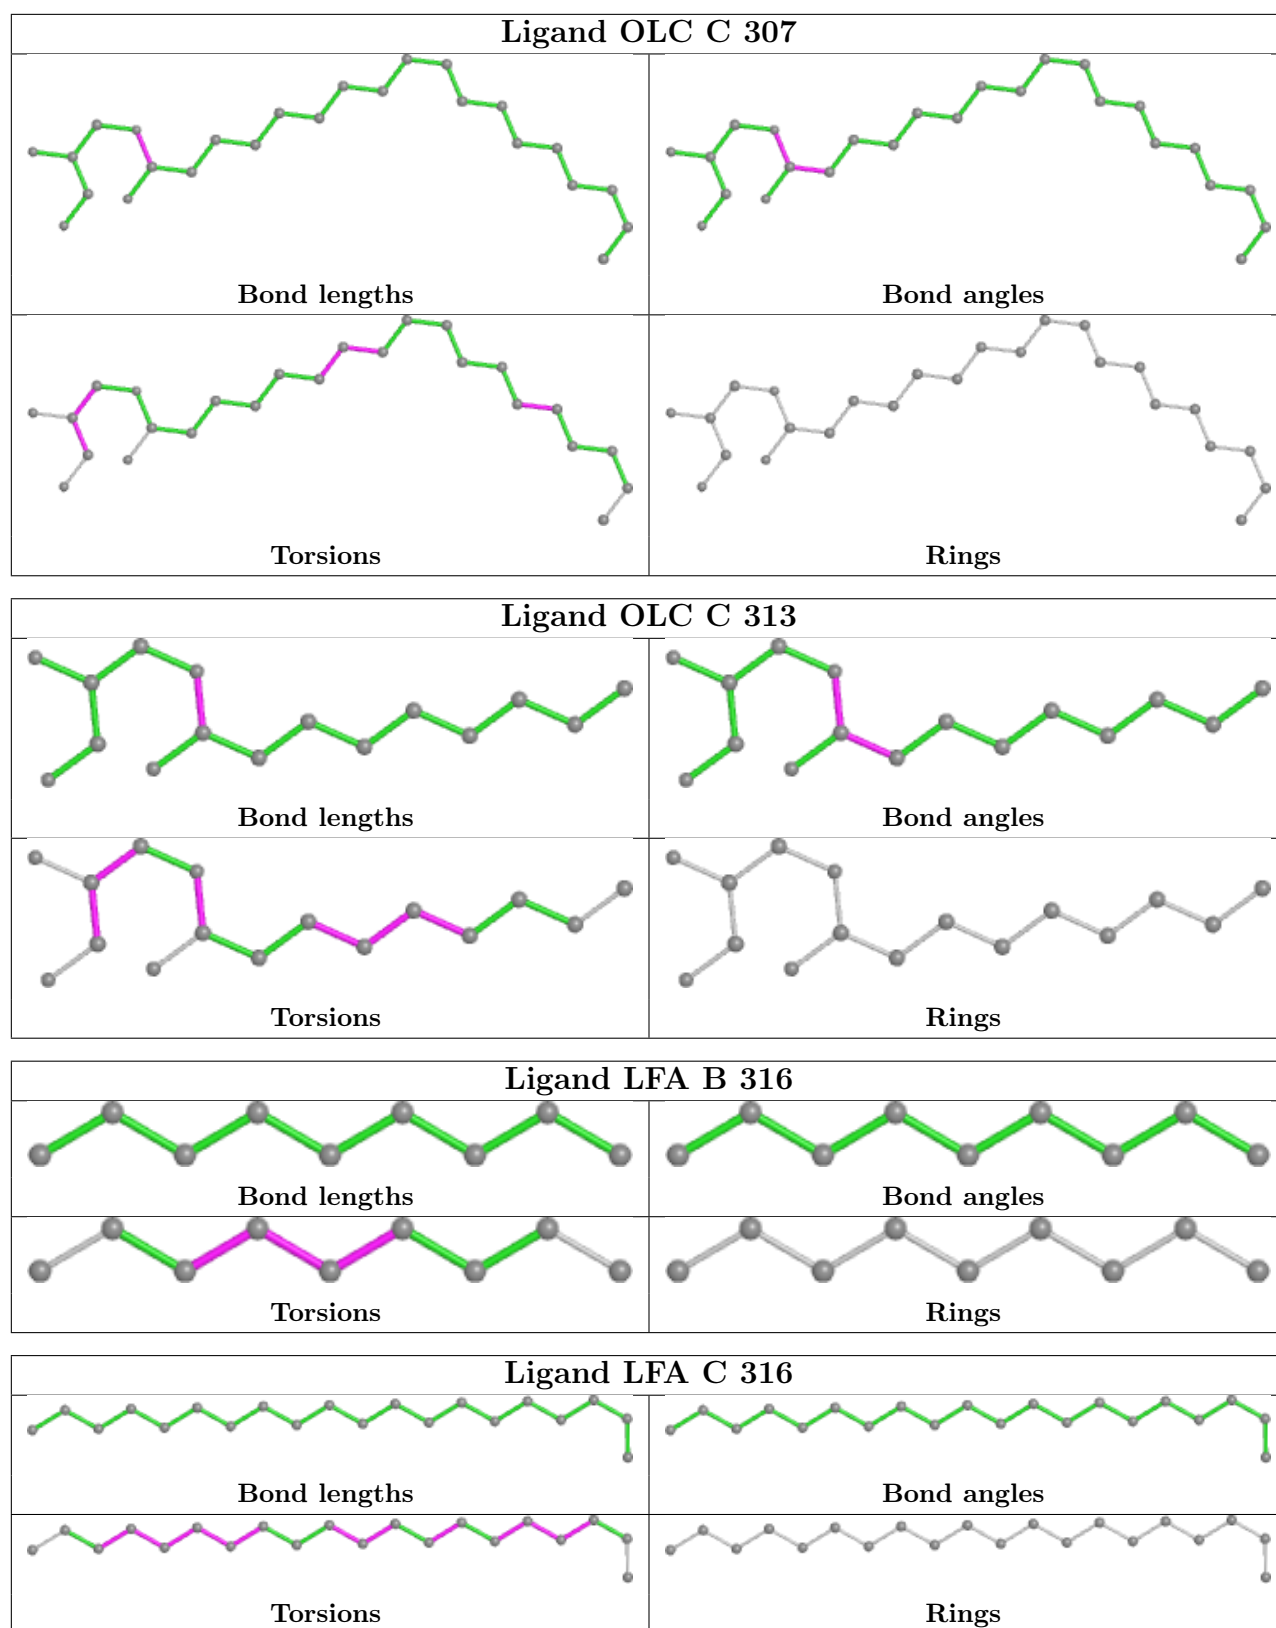 Ligand OLC C 307
Bond lengths
Bond angles
Torsions
Rings
Ligand OLC C 313
Bond lengths
Bond angles
Torsions
Rings
Ligand LFA B 316
Bond lengths
Bond angles
Torsions
Rings
Ligand LFA C 316
Bond lengths
Bond angles
Torsions
Rings